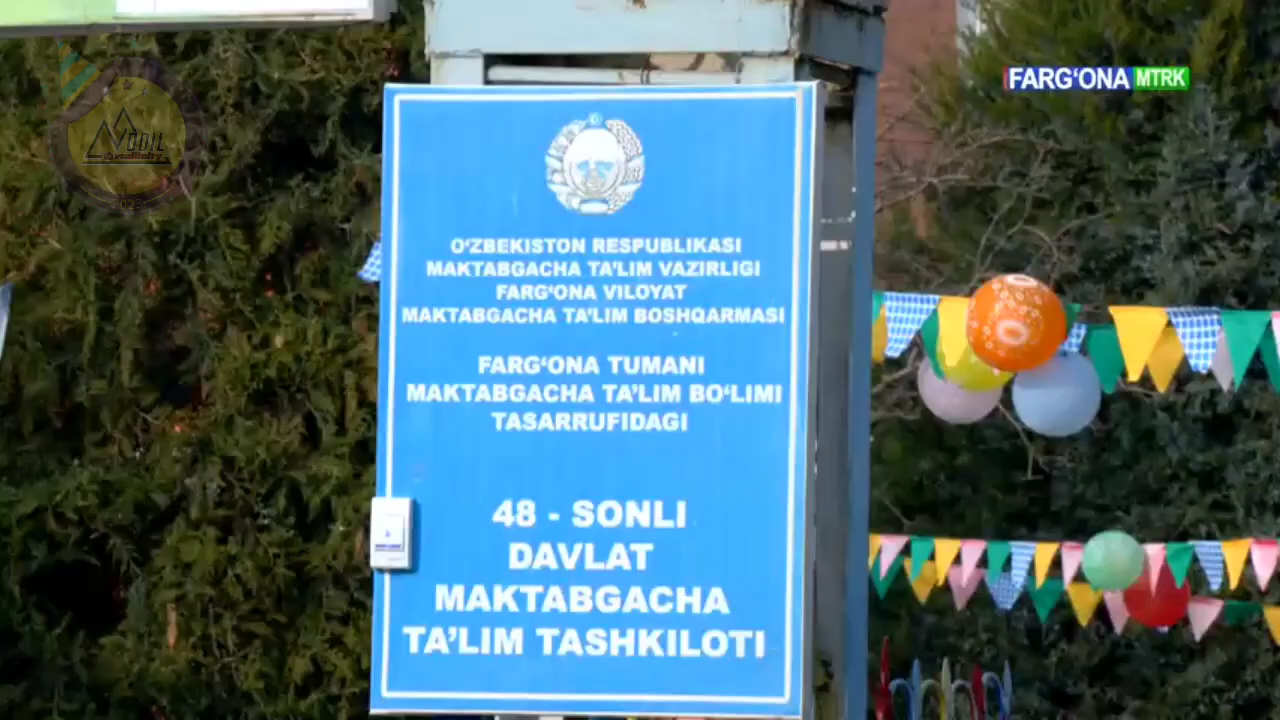 FARG‘ONA MTRK
O‘ZBEKISTON RESPUBLIKASI
MAKTABGACHA TA’LIM VAZIRLIGI
FARG‘ONA VILOYAT
MAKTABGACHA TA’LIM BOSHQARMASI
FARG‘ONA TUMANI
MAKTABGACHA TA’LIM BO‘LIMI
TASARRUFIDAGI
48 - SONLI
DAVLAT
MAKTABGACHA
TA’LIM TASHKILOTI